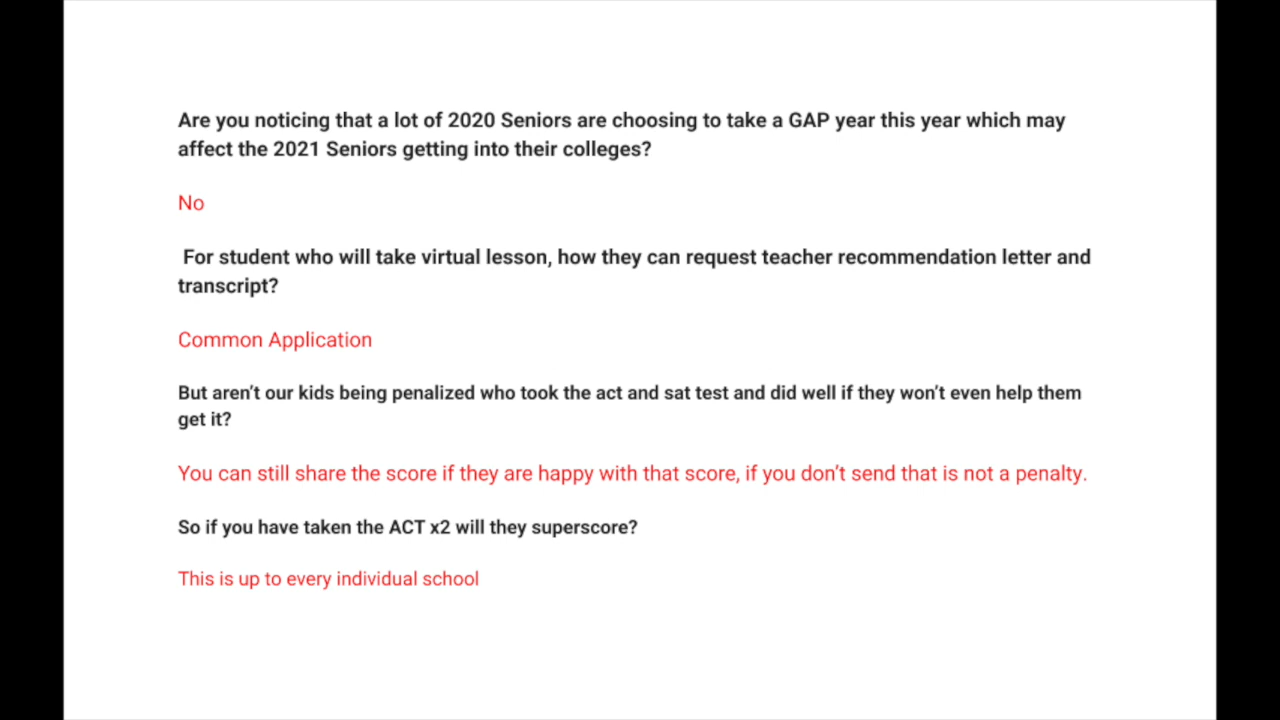 Are you noticing that a lot of 2020 Seniors are choosing to take a GAP year this year which may
affect the 2021 Seniors getting into their colleges?
No
For student who will take virtual lesson, how they can request teacher recommendation letter and
transcript?
Common Application
But aren’t our kids being penalized who took the act and sat test and did well if they won’t even help them
get it?
You can still share the score if they are happy with that score, if you don’t send that is not a penalty.
So if you have taken the ACT x2 will they superscore?
This is up to every individual school